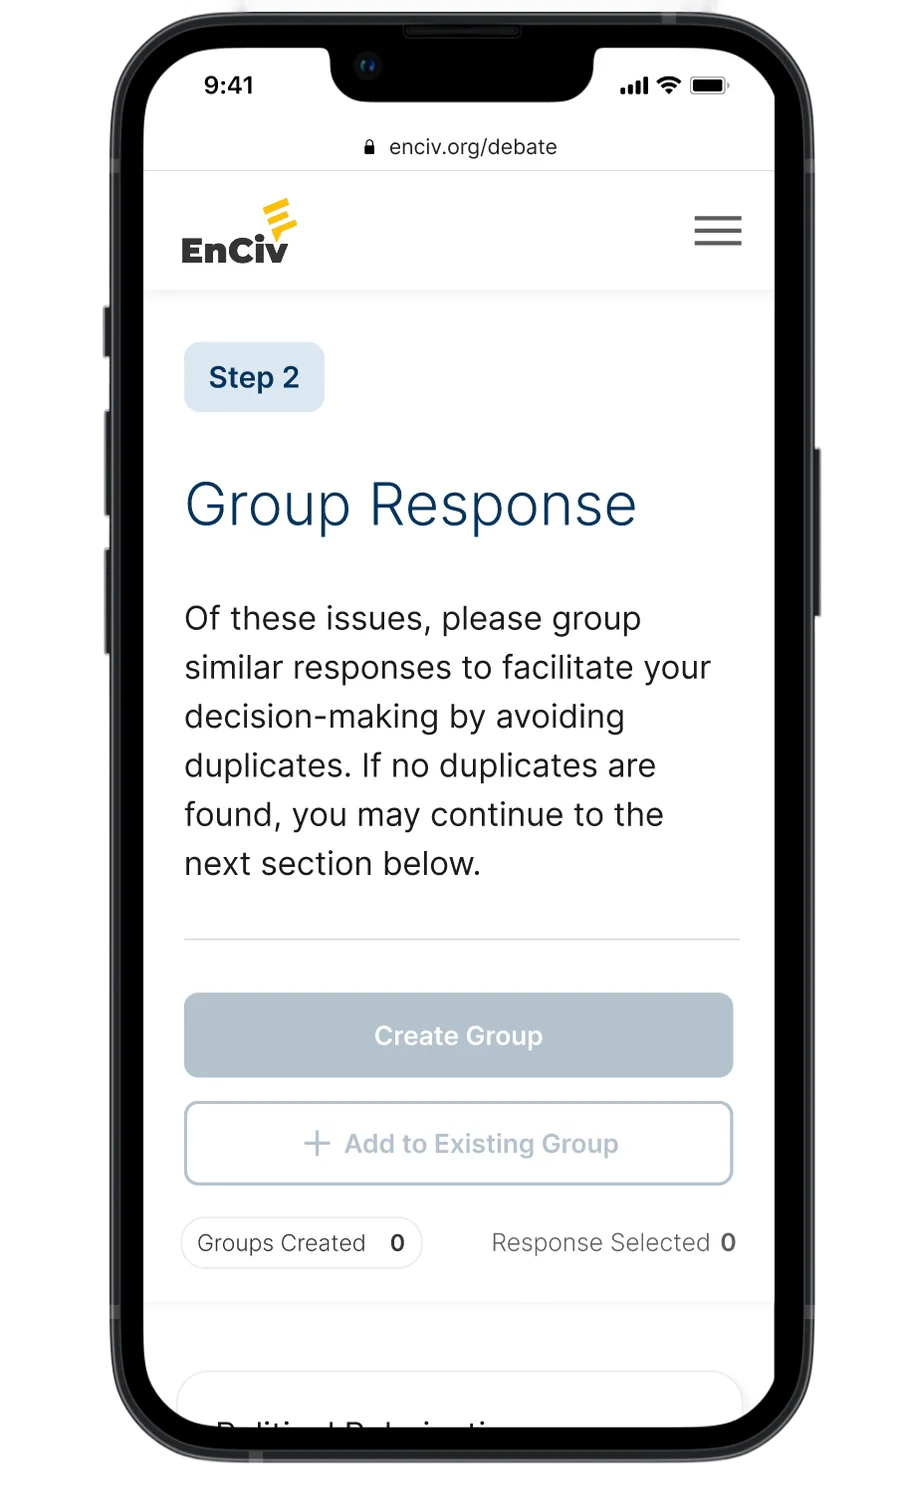 9:41
enciv.org/debate
EnCiv
Step 2
Group Response
Of these issues, please group
similar responses to facilitate your
decision-making by avoiding
duplicates. If no duplicates are
found, you may continue to the
next section below.
Create Group
+ Add to Existing Group
Groups Created 0
Response Selected 0